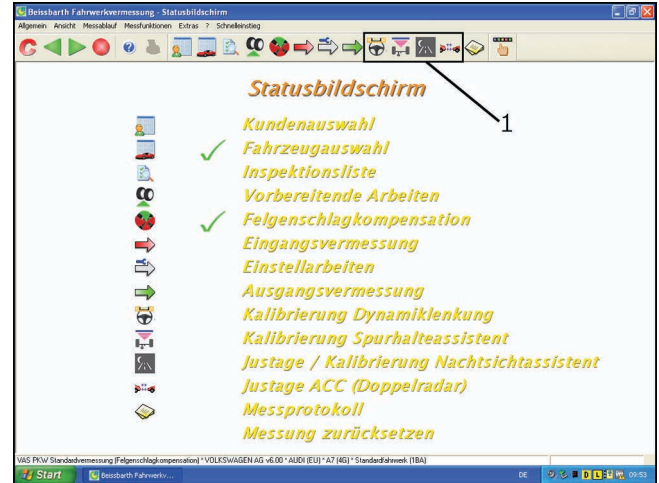 Beissbarth Fahrwerkvermessung - Statusbildschirm
Allgemein Ansicht Messablauf Messfunktionen Extras ? Schnelleinstieg
1
Statusbildschirm
Kundenauswahl
Fahrzeugauswahl
Inspektionsliste
Vorbereitende Arbeiten
Felgenschlagkompensation
Eingangsvermessung
Einstellarbeiten
Ausgangsvermessung
Kalibrierung Dynamiklenkung
Kalibrierung Spurhalteassistent
Justage / Kalibrierung Nachtsichtassistent
Justage ACC (Doppelradar)
Messprotokoll
Messung zurücksetzen
VAS PKW Standardvermessung (Felgenschlagkompensation) * VOLKSWAGEN AG v6.00 * AUDI (EU) * A7 (4G) * Standardfahrwerk (1BA)
Start Beissbarth Fahrwerkv... DE D L 09:53